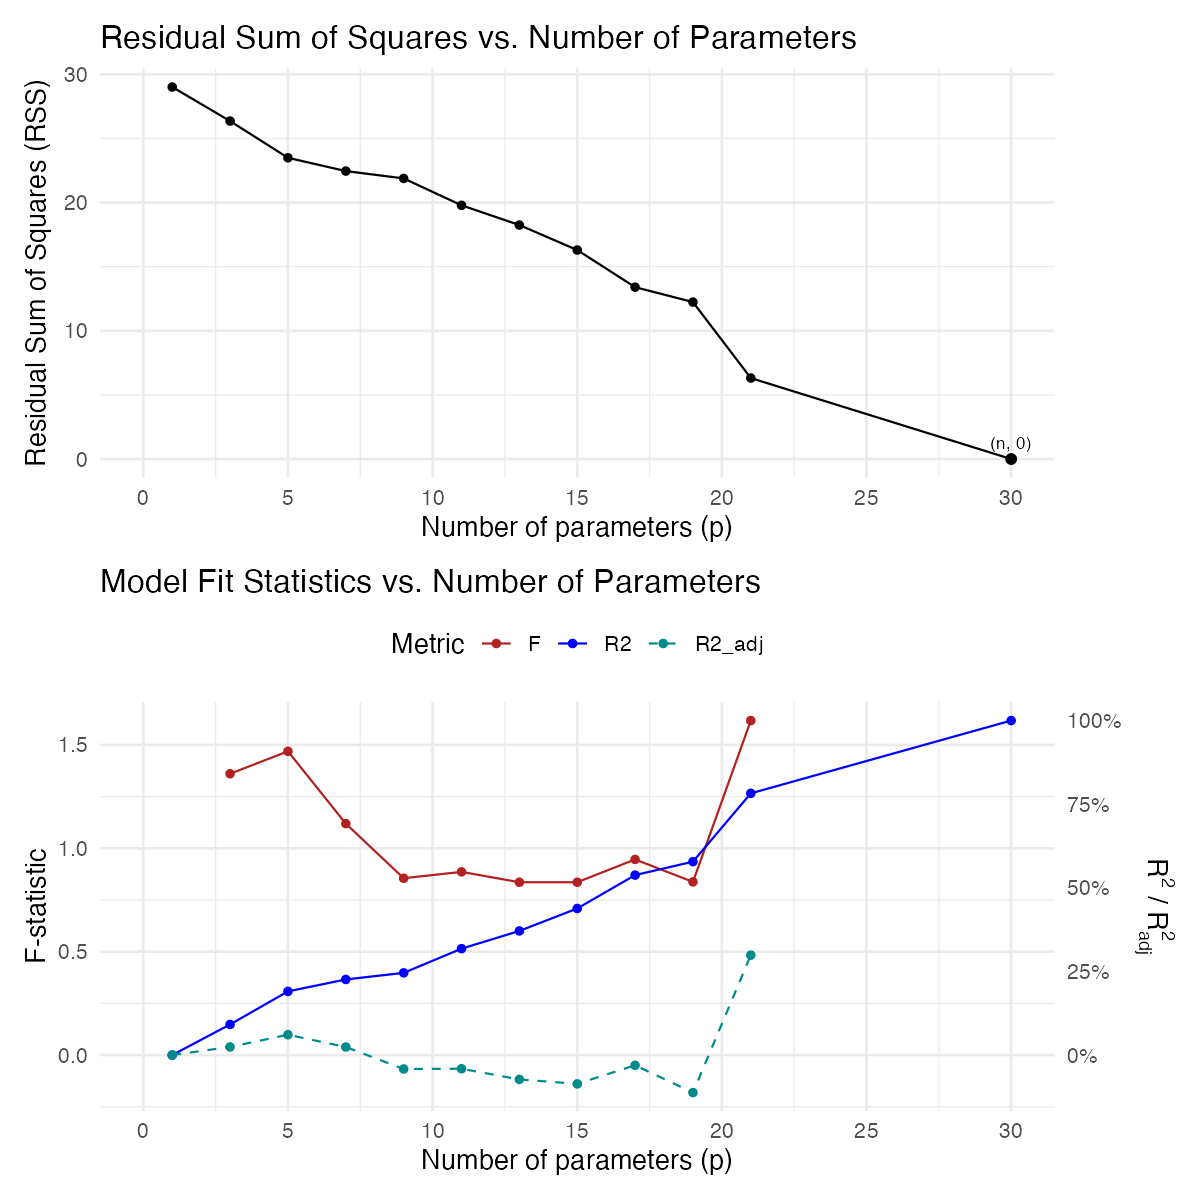 Residual Sum of Squares vs. Number of Parameters
Residual Sum of Squares (RSS)
30
20
10
0
(n, 0)
0 5 10 15 20 25 30
Number of parameters (p)
Model Fit Statistics vs. Number of Parameters
Metric F R2 R2_adj
F-statistic
1.5
1.0
0.5
0.0
100%
75%
50%
25%
0%
R² / R²adj
0 5 10 15 20 25 30
Number of parameters (p)